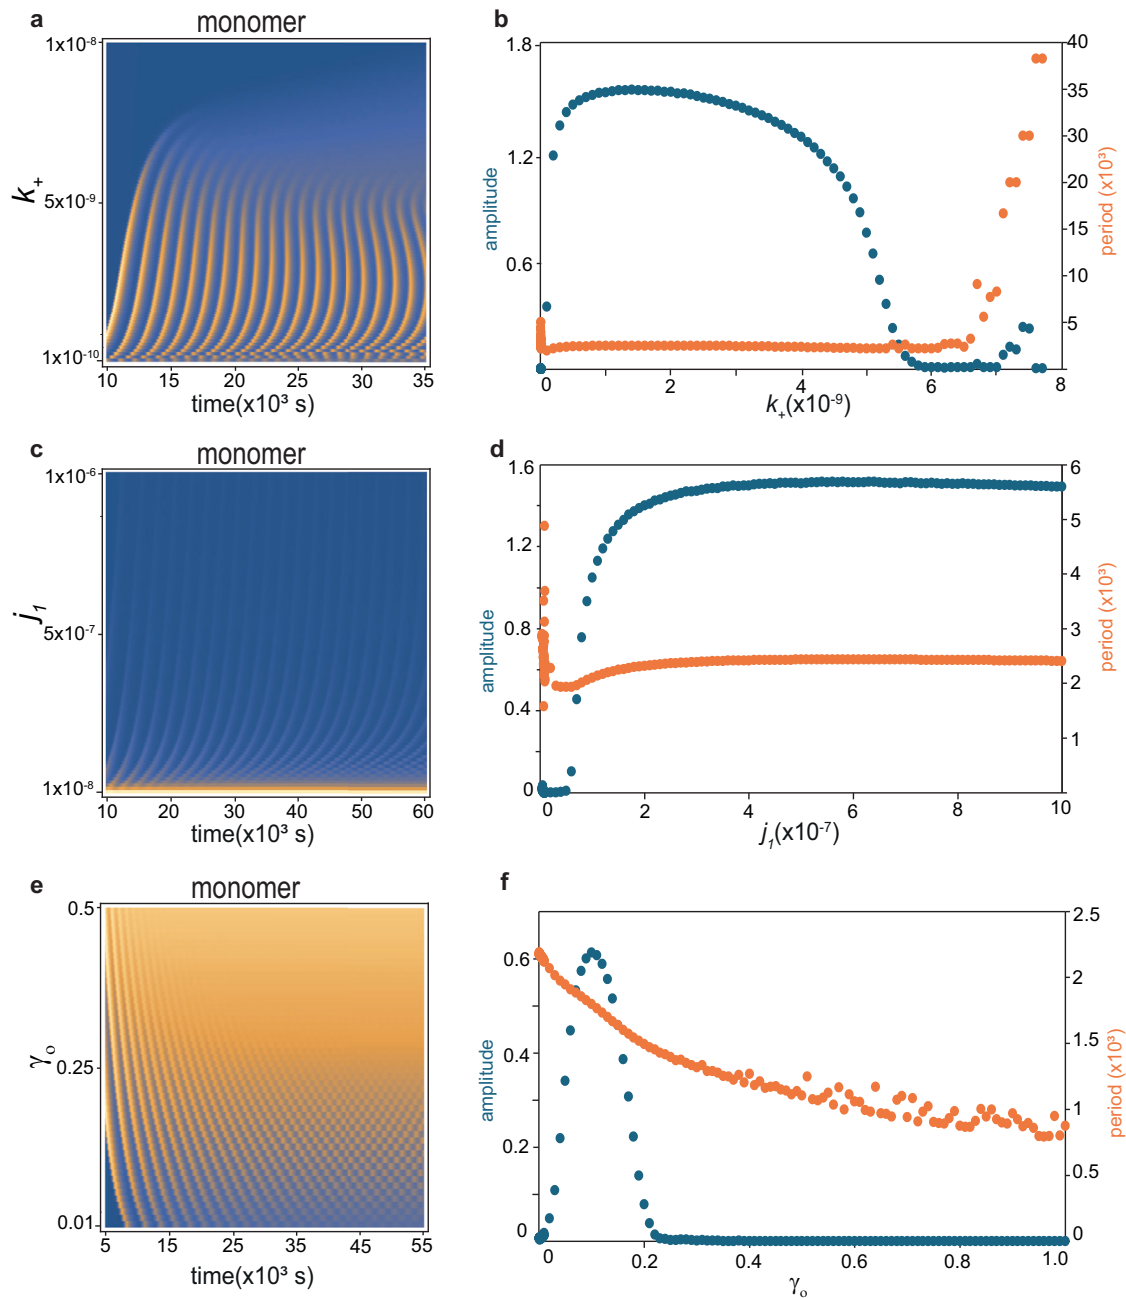 a
monomer
1x10⁻⁸
5x10⁻⁹
1x10⁻¹⁰
k₊
10 15 20 25 30 35
time(x10³ s)
b
1.8
1.2
0.6
0
amplitude
40
35
30
20
10
5
period (x10³)
0 2 4 6 8
k₊(x10⁻⁹)
c
monomer
1x10⁻⁶
5x10⁻⁷
1x10⁻⁸
j₁
10 20 30 40 50 60
time(x10³ s)
d
1.6
1.2
0.8
0.4
0
amplitude
6
5
4
3
2
1
period (x10³)
0 2 4 6 8 10
j₁(x10⁻⁷)
e
monomer
0.5
0.25
0.01
γₒ
5 15 25 35 45 55
time(x10³ s)
f
0.6
0.4
0.2
0
amplitude
2.5
2
1.5
1
0.5
0
period (x10³)
0 0.2 0.4 0.6 0.8 1.0
γₒ